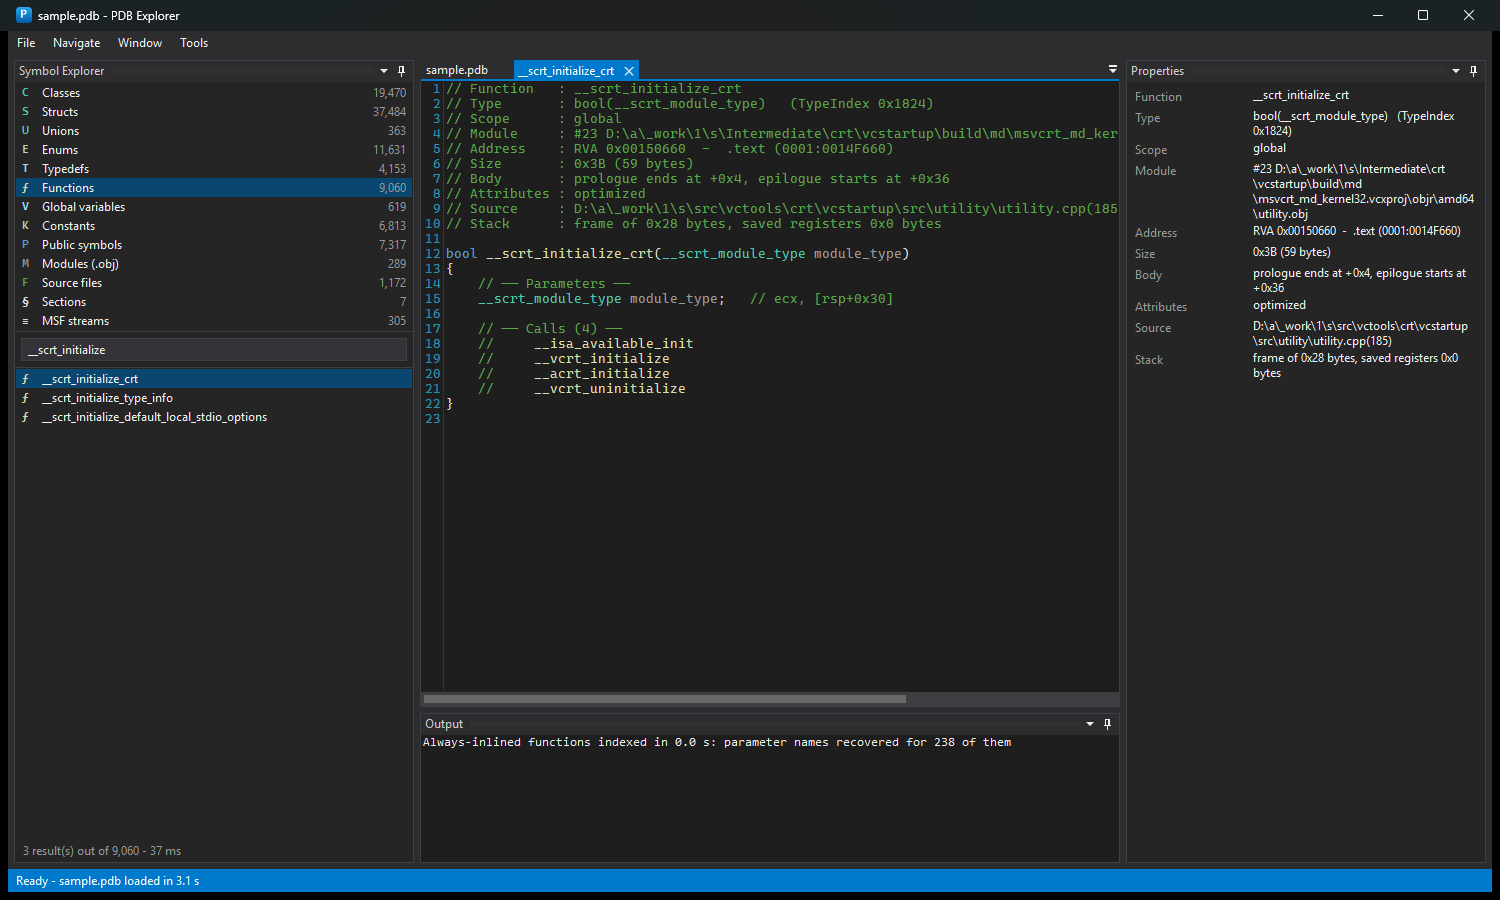 P sample.pdb - PDB Explorer
File Navigate Window Tools
Symbol Explorer
C Classes 19,470
S Structs 37,484
U Unions 363
E Enums 11,631
T Typedefs 4,153
ƒ Functions 9,060
V Global variables 619
K Constants 6,813
P Public symbols 7,317
M Modules (.obj) 289
F Source files 1,172
§ Sections 7
≡ MSF streams 305
__scrt_initialize
ƒ __scrt_initialize_crt
ƒ __scrt_initialize_type_info
ƒ __scrt_initialize_default_local_stdio_options
3 result(s) out of 9,060 - 37 ms
sample.pdb __scrt_initialize_crt
1 // Function   : __scrt_initialize_crt
2 // Type       : bool(__scrt_module_type)   (TypeIndex 0x1824)
3 // Scope      : global
4 // Module     : #23 D:\a\_work\1\s\Intermediate\crt\vcstartup\build\md\msvcrt_md_ker
5 // Address    : RVA 0x00150660  -  .text (0001:0014F660)
6 // Size       : 0x3B (59 bytes)
7 // Body       : prologue ends at +0x4, epilogue starts at +0x36
8 // Attributes : optimized
9 // Source     : D:\a\_work\1\s\src\vctools\crt\vcstartup\src\utility\utility.cpp(185
10 // Stack      : frame of 0x28 bytes, saved registers 0x0 bytes
11
12 bool __scrt_initialize_crt(__scrt_module_type module_type)
13 {
14     // ── Parameters ──
15     __scrt_module_type module_type;   // ecx, [rsp+0x30]
16
17     // ── Calls (4) ──
18     //     __isa_available_init
19     //     __vcrt_initialize
20     //     __acrt_initialize
21     //     __vcrt_uninitialize
22 }
23
Output
Always-inlined functions indexed in 0.0 s: parameter names recovered for 238 of them
Properties
Function __scrt_initialize_crt
Type bool(__scrt_module_type)   (TypeIndex
0x1824)
Scope global
Module #23 D:\a\_work\1\s\Intermediate\crt
\vcstartup\build\md
\msvcrt_md_kernel32.vcxproj\objr\amd64
\utility.obj
Address RVA 0x00150660  -  .text (0001:0014F660)
Size 0x3B (59 bytes)
Body prologue ends at +0x4, epilogue starts at
+0x36
Attributes optimized
Source D:\a\_work\1\s\src\vctools\crt\vcstartup
\src\utility\utility.cpp(185)
Stack frame of 0x28 bytes, saved registers 0x0
bytes
Ready - sample.pdb loaded in 3.1 s